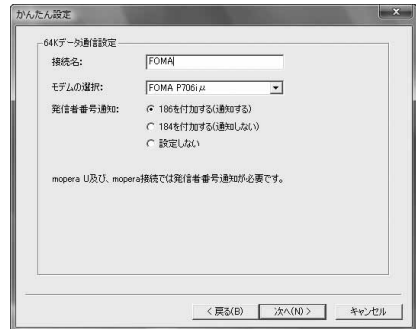 かんたん設定
64Kデータ通信設定
接続名: FOMA
モデムの選択: FOMA P706iμ
発信者番号通知: 186を付加する(通知する)
184を付加する(通知しない)
設定しない
mopera U及び、mopera接続では発信者番号通知が必要です。
< 戻る(B) 次へ(N) > キャンセル